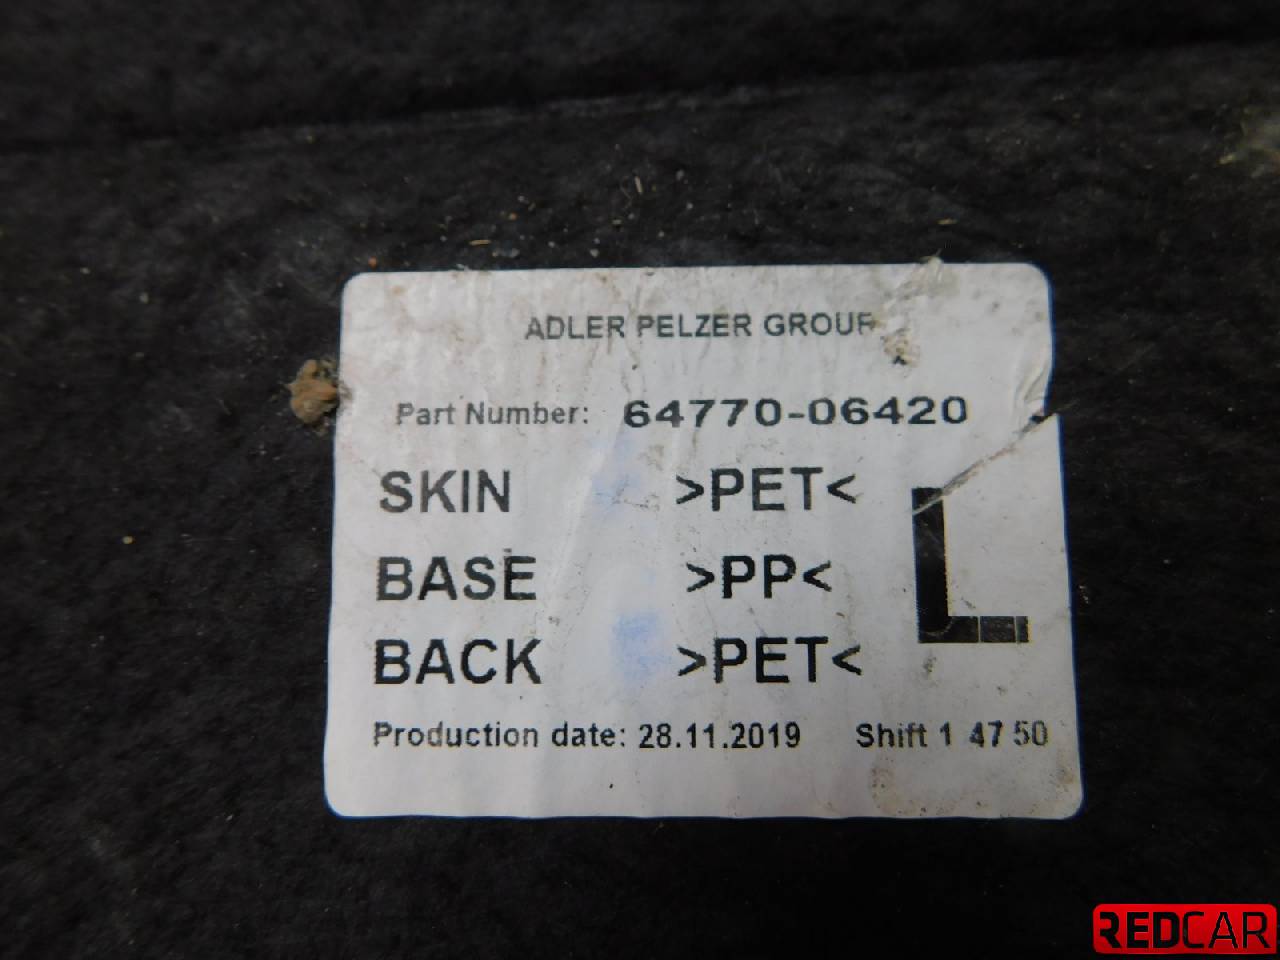 ADLER PELZER GROUP
Part Number: 64770-06420
SKIN >PET<
BASE >PP<
L
BACK >PET<
Production date: 28.11.2019 Shift 1 47 50
REDCAR